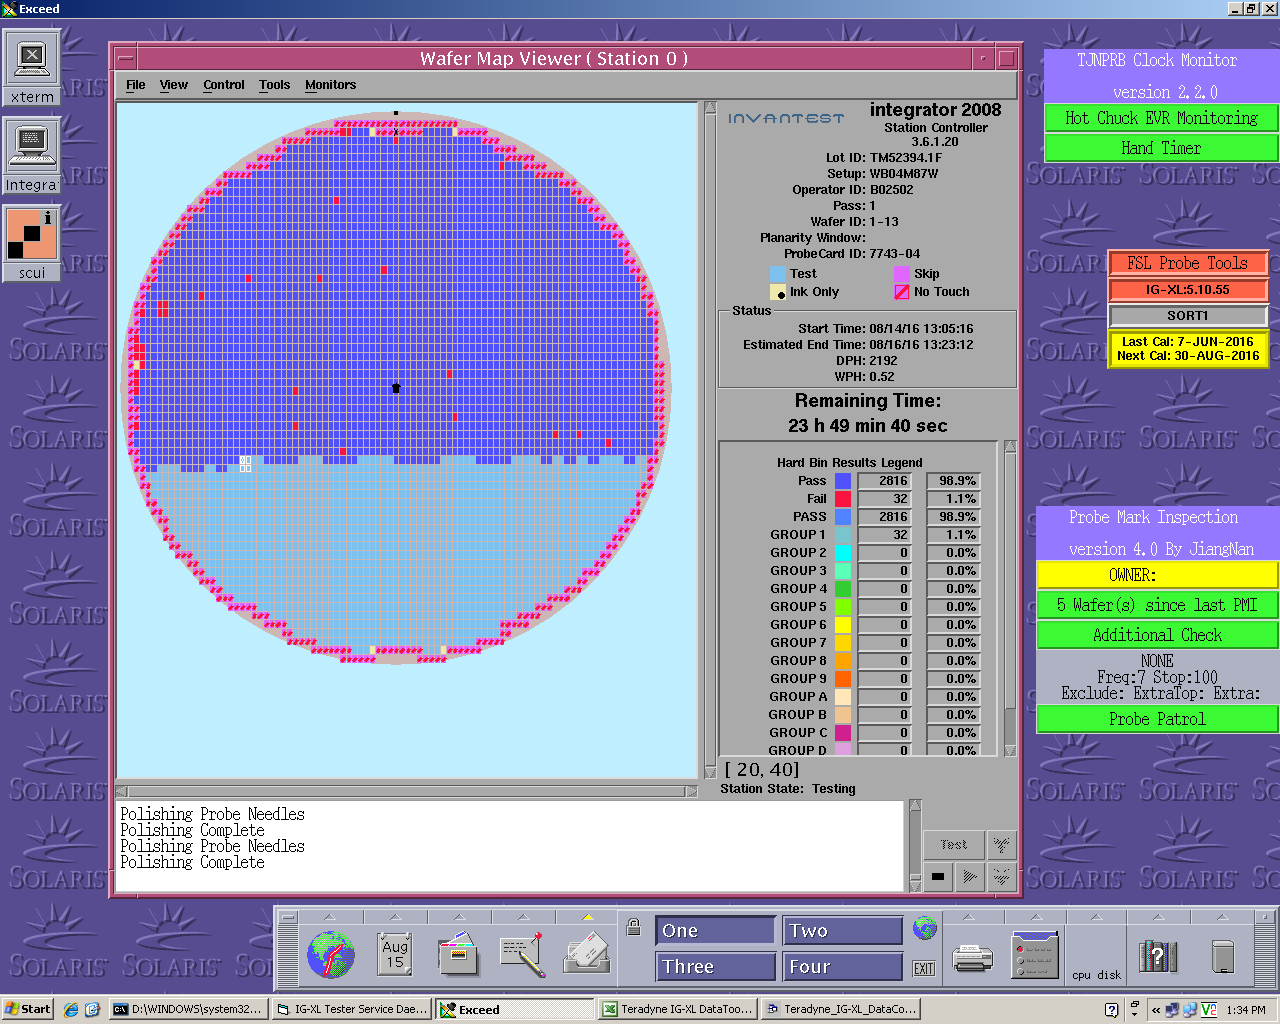 Exceed
xterm
Integra
scui
Wafer Map Viewer ( Station 0 )
File View Control Tools Monitors
INVANTEST
integrator 2008
Station Controller
3.6.1.20
Lot ID: TM52394.1F
Setup: WB04M87W
Operator ID: B02502
Pass: 1
Wafer ID: 1-13
Planarity Window:
ProbeCard ID: 7743-04
Test Skip
Ink Only No Touch
Status
Start Time: 08/14/16 13:05:16
Estimated End Time: 08/16/16 13:23:12
DPH: 2192
WPH: 0.52
Remaining Time:
23 h 49 min 40 sec
Hard Bin Results Legend
Pass 2816 98.9%
Fail 32 1.1%
PASS 2816 98.9%
GROUP 1 32 1.1%
GROUP 2 0 0.0%
GROUP 3 0 0.0%
GROUP 4 0 0.0%
GROUP 5 0 0.0%
GROUP 6 0 0.0%
GROUP 7 0 0.0%
GROUP 8 0 0.0%
GROUP 9 0 0.0%
GROUP A 0 0.0%
GROUP B 0 0.0%
GROUP C 0 0.0%
GROUP D 0 0.0%
[ 20, 40]
Station State: Testing
Polishing Probe Needles
Polishing Complete
Polishing Probe Needles
Polishing Complete
Test
TJNPRB Clock Monitor
version 2.2.0
Hot Chuck EVR Monitoring
Hand Timer
SOLARIS
FSL Probe Tools
IG-XL:5.10.55
SORT1
Last Cal: 7-JUN-2016
Next Cal: 30-AUG-2016
Probe Mark Inspection
version 4.0 By JiangNan
OWNER:
5 Wafer(s) since last PMI
Additional Check
NONE
Freq:7 Stop:100
Exclude: ExtraTop: Extra:
Probe Patrol
Aug
15
One Two
Three Four
EXIT
cpu disk
Start
D:\WINDOWS\system32...
IG-XL Tester Service Dae...
Exceed
Teradyne IG-XL DataToo...
Teradyne_IG-XL_DataCo...
1:34 PM